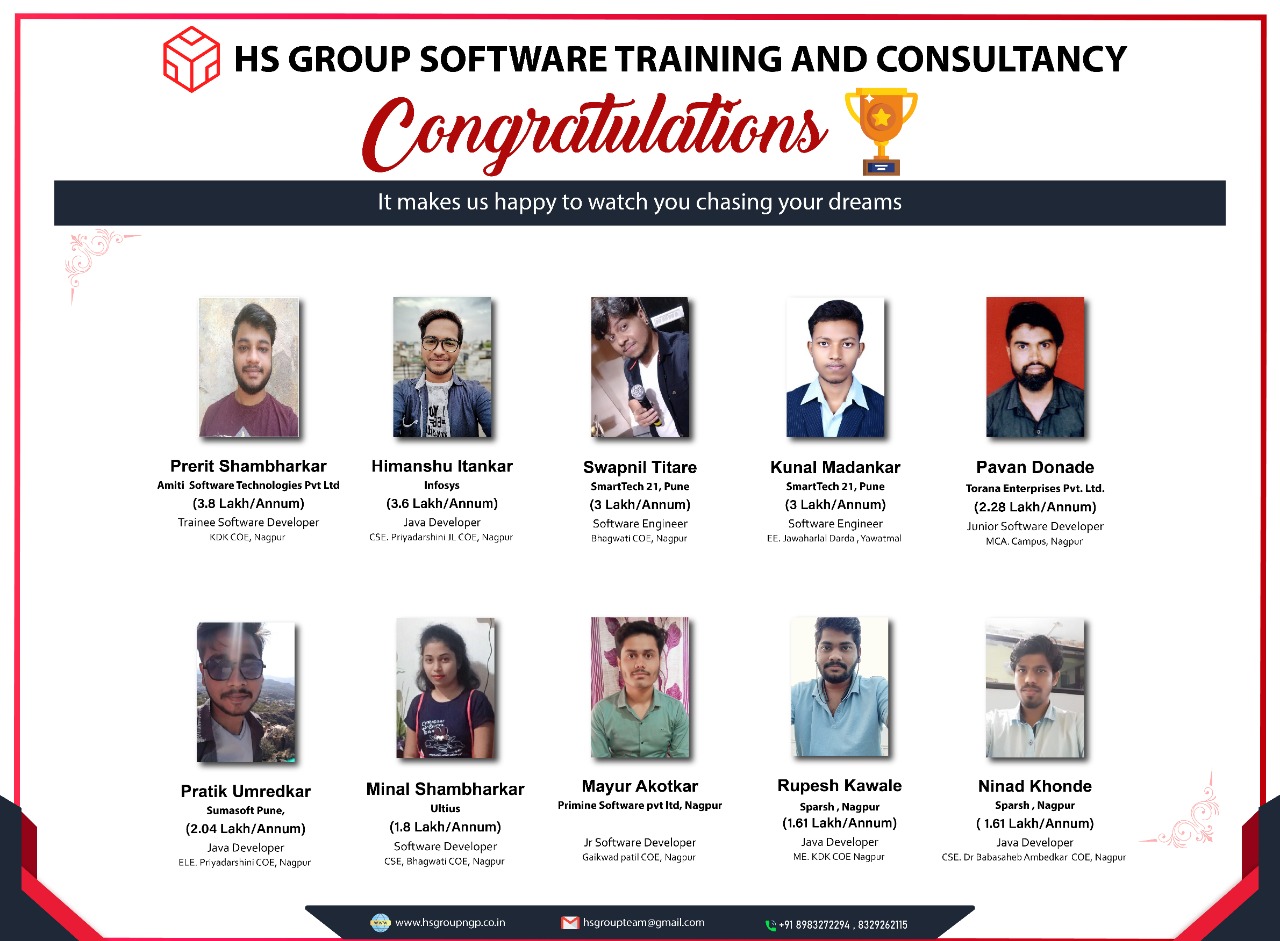 HS GROUP SOFTWARE TRAINING AND CONSULTANCY
Congratulations
It makes us happy to watch you chasing your dreams
Prerit Shambharkar
Amiti Software Technologies Pvt Ltd
(3.8 Lakh/Annum)
Trainee Software Developer
KDK COE, Nagpur
Himanshu Itankar
Infosys
(3.6 Lakh/Annum)
Java Developer
CSE. Priyadarshini JL COE, Nagpur
Swapnil Titare
SmartTech 21, Pune
(3 Lakh/Annum)
Software Engineer
Bhagwati COE, Nagpur
Kunal Madankar
SmartTech 21, Pune
(3 Lakh/Annum)
Software Engineer
EE. Jawaharlal Darda , Yawatmal
Pavan Donade
Torana Enterprises Pvt. Ltd.
(2.28 Lakh/Annum)
Junior Software Developer
MCA. Campus, Nagpur
Pratik Umredkar
Sumasoft Pune,
(2.04 Lakh/Annum)
Java Developer
ELE. Priyadarshini COE, Nagpur
Minal Shambharkar
Ultius
(1.8 Lakh/Annum)
Software Developer
CSE, Bhagwati COE, Nagpur
Mayur Akotkar
Primine Software pvt ltd, Nagpur
Jr Software Developer
Gaikwad patil COE, Nagpur
Rupesh Kawale
Sparsh , Nagpur
(1.61 Lakh/Annum)
Java Developer
ME. KDK COE Nagpur
Ninad Khonde
Sparsh , Nagpur
( 1.61 Lakh/Annum)
Java Developer
CSE. Dr Babasaheb Ambedkar COE, Nagpur
www.hsgroupngp.co.in
hsgroupteam@gmail.com
+91 8983272294 , 8329262115